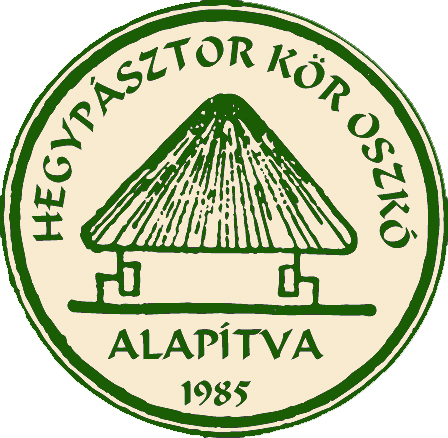 HEGYPÁSZTOR KÖR OSZKÓ
ALAPÍTVA
1985